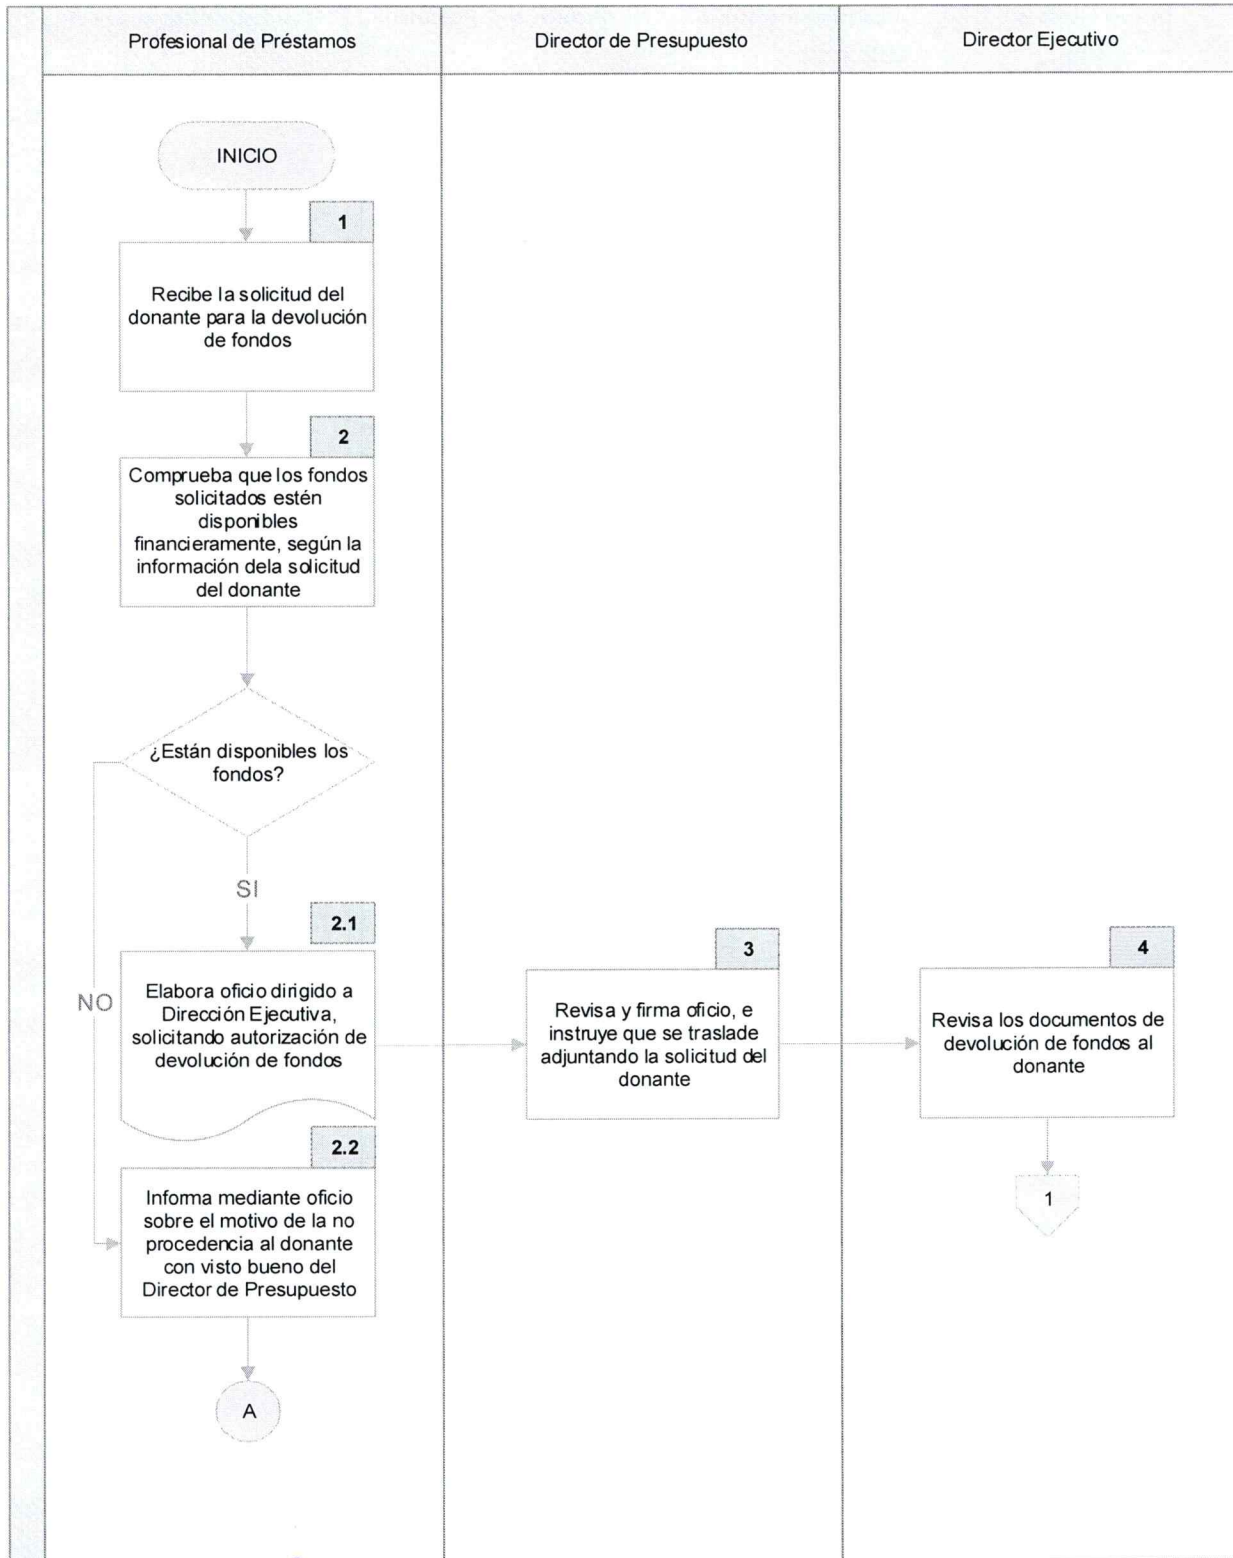 Profesional de Préstamos
Director de Presupuesto
Director Ejecutivo
INICIO
1
Recibe la solicitud del
donante para la devolución
de fondos
2
Comprueba que los fondos
solicitados estén
disponibles
financieramente, según la
información dela solicitud
del donante
¿Están disponibles los
fondos?
SI
NO
2.1
Elabora oficio dirigido a
Dirección Ejecutiva,
solicitando autorización de
devolución de fondos
3
Revisa y firma oficio, e
instruye que se traslade
adjuntando la solicitud del
donante
4
Revisa los documentos de
devolución de fondos al
donante
1
2.2
Informa mediante oficio
sobre el motivo de la no
procedencia al donante
con visto bueno del
Director de Presupuesto
A